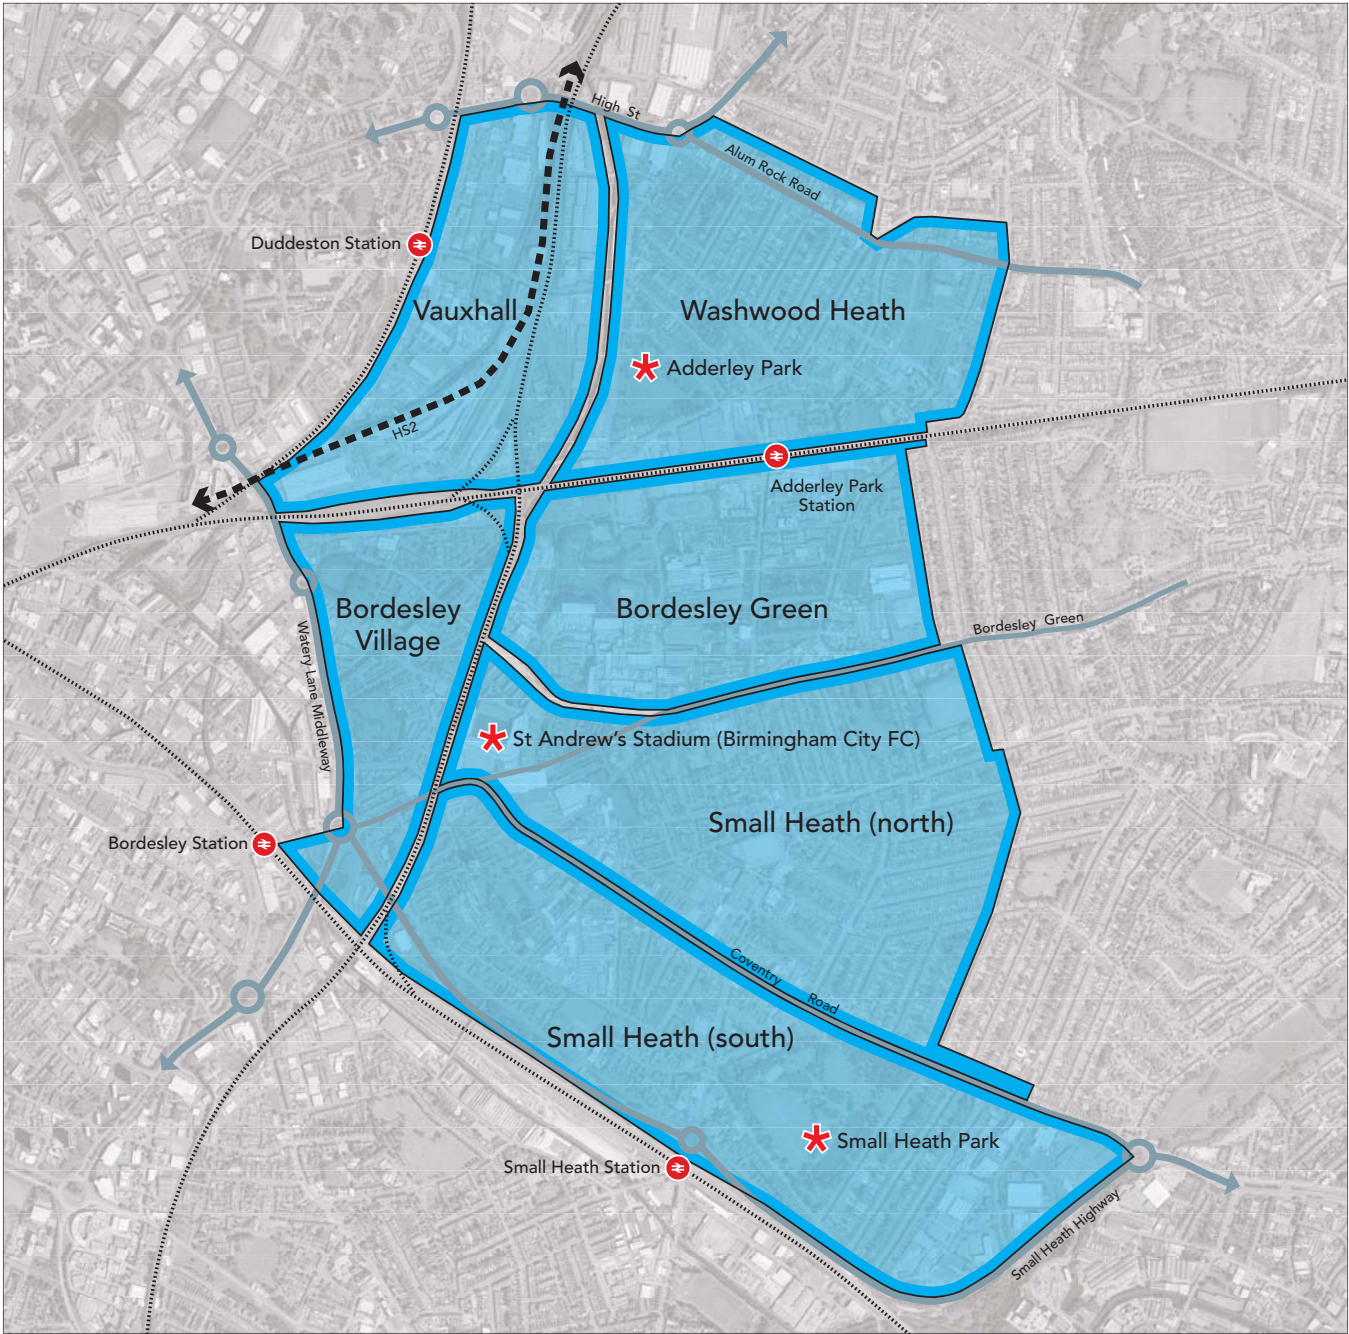 High St
Alum Rock Road
Duddeston Station
Vauxhall
Washwood Heath
Adderley Park
HS2
Adderley Park
Station
Bordesley
Village
Bordesley Green
Bordesley Green
Watery Lane Middleway
St Andrew's Stadium (Birmingham City FC)
Small Heath (north)
Bordesley Station
Coventry Road
Small Heath (south)
Small Heath Park
Small Heath Station
Small Heath Highway